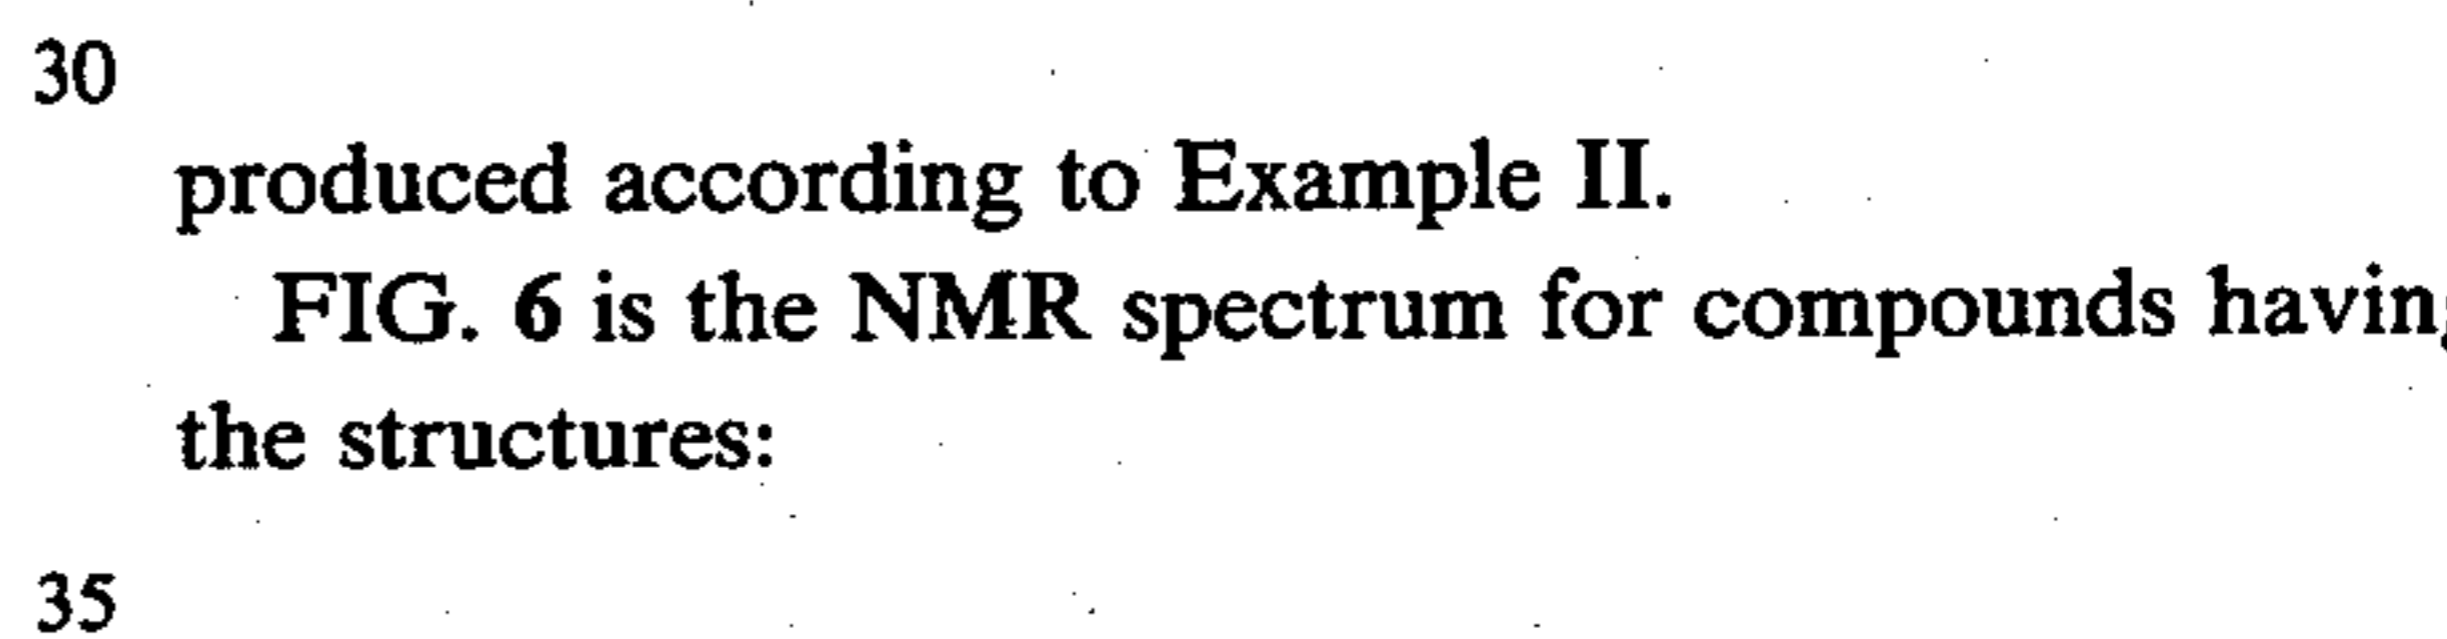 30
produced according to Example II.
FIG. 6 is the NMR spectrum for compounds having
the structures:
35